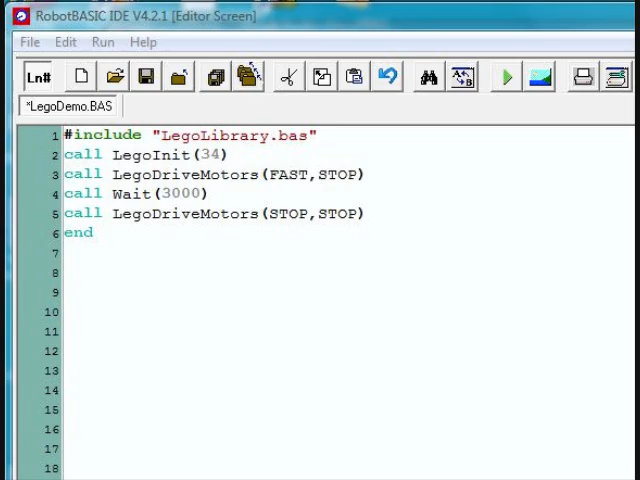 RobotBASIC IDE V4.2.1 [Editor Screen]
File Edit Run Help
Ln#
*LegoDemo.BAS
1 #include "LegoLibrary.bas"
2 call LegoInit(34)
3 call LegoDriveMotors(FAST,STOP)
4 call Wait(3000)
5 call LegoDriveMotors(STOP,STOP)
6 end
7
8
9
10
11
12
13
14
15
16
17
18